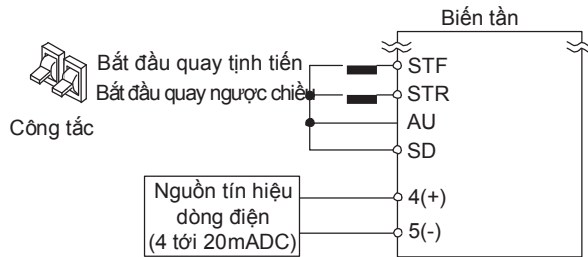 Biến tần
Bắt đầu quay tịnh tiến
STF
Bắt đầu quay ngược chiều
STR
Công tắc
AU
SD
Nguồn tín hiệu
dòng điện
(4 tới 20mADC)
4(+)
5(-)